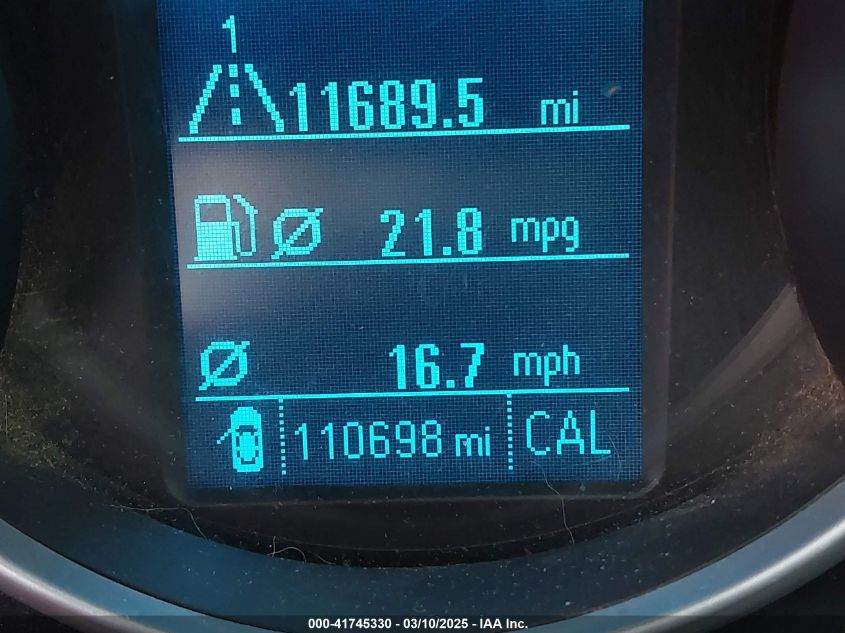 1
11689.5 mi
21.8 mpg
16.7 mph
110698 mi CAL
000-41745330 - 03/10/2025 - IAA Inc.